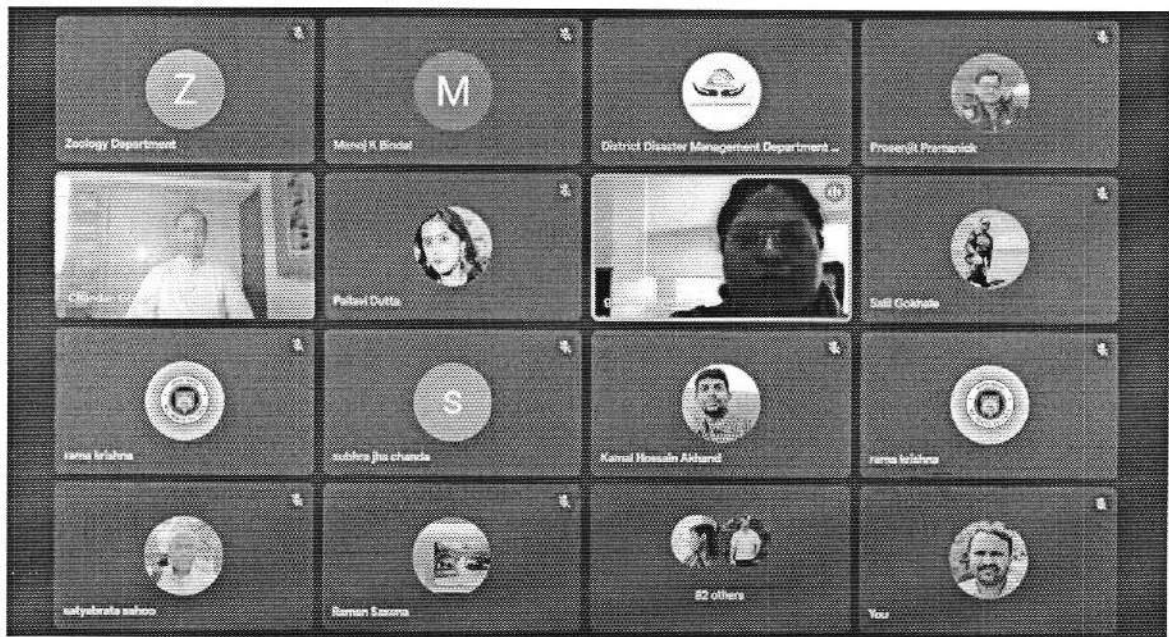 Z
Zoology Department
M
Manoj K Bindal
District Disaster Management Department ...
Prosenjit Pramanick
Chandan
Pallavi Dutta
Salil Gokhale
rama krishna
s
subhra jha chanda
Kamal Hossain Akhand
rama krishna
satyabrata sahoo
Raman Saxena
82 others
You